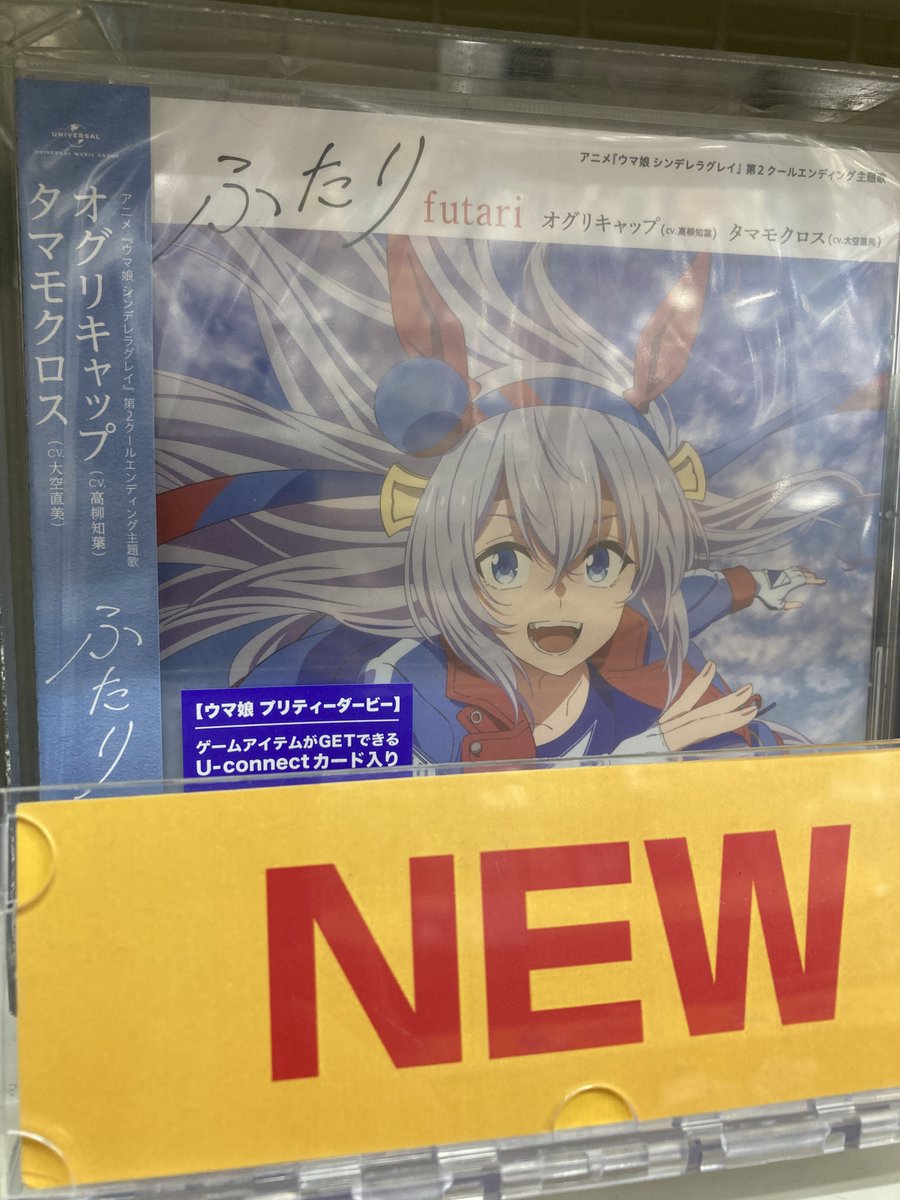 UNIVERSAL
UNIVERSAL MUSIC GROUP
アニメ『ウマ娘 シンデレラグレイ』第2クールエンディング主題歌
オグリキャップ(CV.高柳知葉)
タマモクロス(CV.大空直美)
ふたり
アニメ『ウマ娘 シンデレラグレイ』第2クールエンディング主題歌
ふたり
futari オグリキャップ(CV.高柳知葉) タマモクロス(CV.大空直美)
【ウマ娘 プリティーダービー】
ゲームアイテムがGETできる
U-connectカード入り
NEW